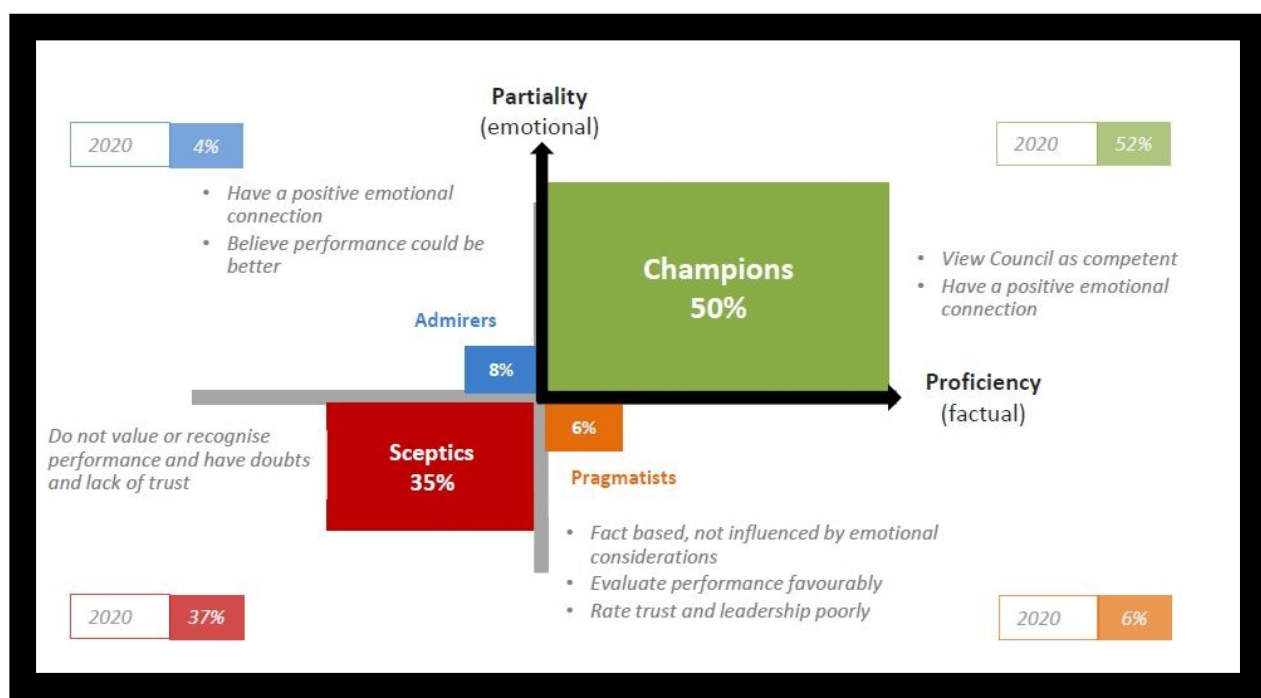 Partiality
(emotional)
2020 4%
2020 52%
• Have a positive emotional
connection
• Believe performance could be
better
Champions
50%
• View Council as competent
• Have a positive emotional
connection
Admirers
8%
Proficiency
(factual)
Do not value or recognise
performance and have doubts
and lack of trust
Sceptics
35%
6%
Pragmatists
• Fact based, not influenced by emotional
considerations
• Evaluate performance favourably
• Rate trust and leadership poorly
2020 37%
2020 6%